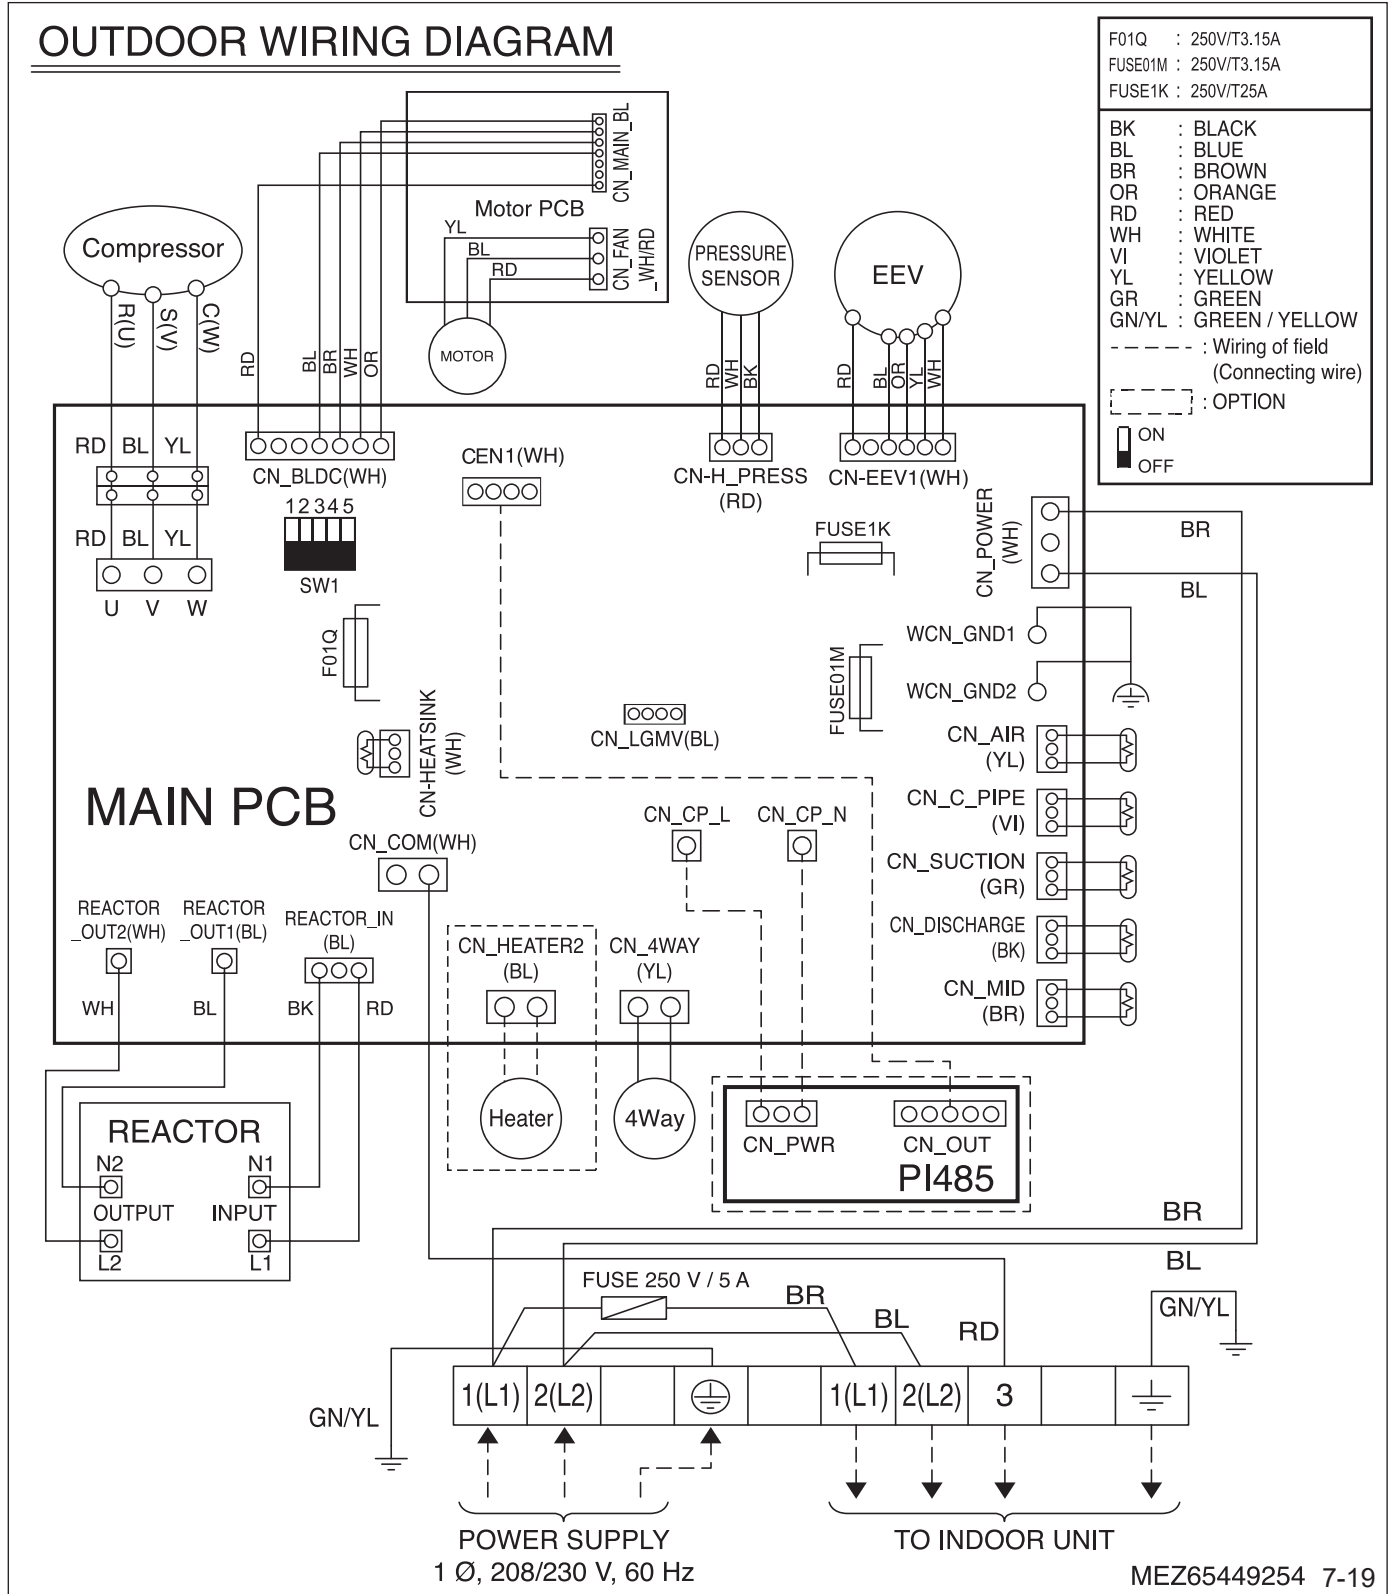 OUTDOOR WIRING DIAGRAM
F01Q : 250V/T3.15A
FUSE01M : 250V/T3.15A
FUSE1K : 250V/T25A
BK : BLACK
BL : BLUE
BR : BROWN
OR : ORANGE
RD : RED
WH : WHITE
VI : VIOLET
YL : YELLOW
GR : GREEN
GN/YL : GREEN / YELLOW
: Wiring of field
(Connecting wire)
: OPTION
ON
OFF
CN_MAIN_BL
Motor PCB
CN_FAN
_WH/RD
YL
BL
RD
MOTOR
Compressor
R(U)
S(V)
C(W)
RD
BL
BR
WH
OR
PRESSURE
SENSOR
RD
WH
BK
EEV
RD
BL
OR
YL
WH
RD BL YL
RD BL YL
U V W
CN_BLDC(WH)
12345
SW1
CEN1(WH)
CN-H_PRESS
(RD)
CN-EEV1(WH)
FUSE1K
CN_POWER
(WH)
BR
BL
F01Q
FUSE01M
WCN_GND1
WCN_GND2
CN-HEATSINK
(WH)
CN_LGMV(BL)
CN_AIR
(YL)
MAIN PCB
CN_C_PIPE
(VI)
CN_COM(WH)
CN_CP_L
CN_CP_N
CN_SUCTION
(GR)
CN_DISCHARGE
(BK)
CN_MID
(BR)
REACTOR
_OUT2(WH)
REACTOR
_OUT1(BL)
REACTOR_IN
(BL)
WH
BL
BK
RD
CN_HEATER2
(BL)
CN_4WAY
(YL)
Heater
4Way
CN_PWR
CN_OUT
PI485
REACTOR
N2
N1
OUTPUT
INPUT
L2
L1
BR
BL
FUSE 250 V / 5 A
BR
BL
RD
GN/YL
GN/YL
1(L1) 2(L2) 1(L1) 2(L2) 3
POWER SUPPLY
1 Ø, 208/230 V, 60 Hz
TO INDOOR UNIT
MEZ65449254 7-19